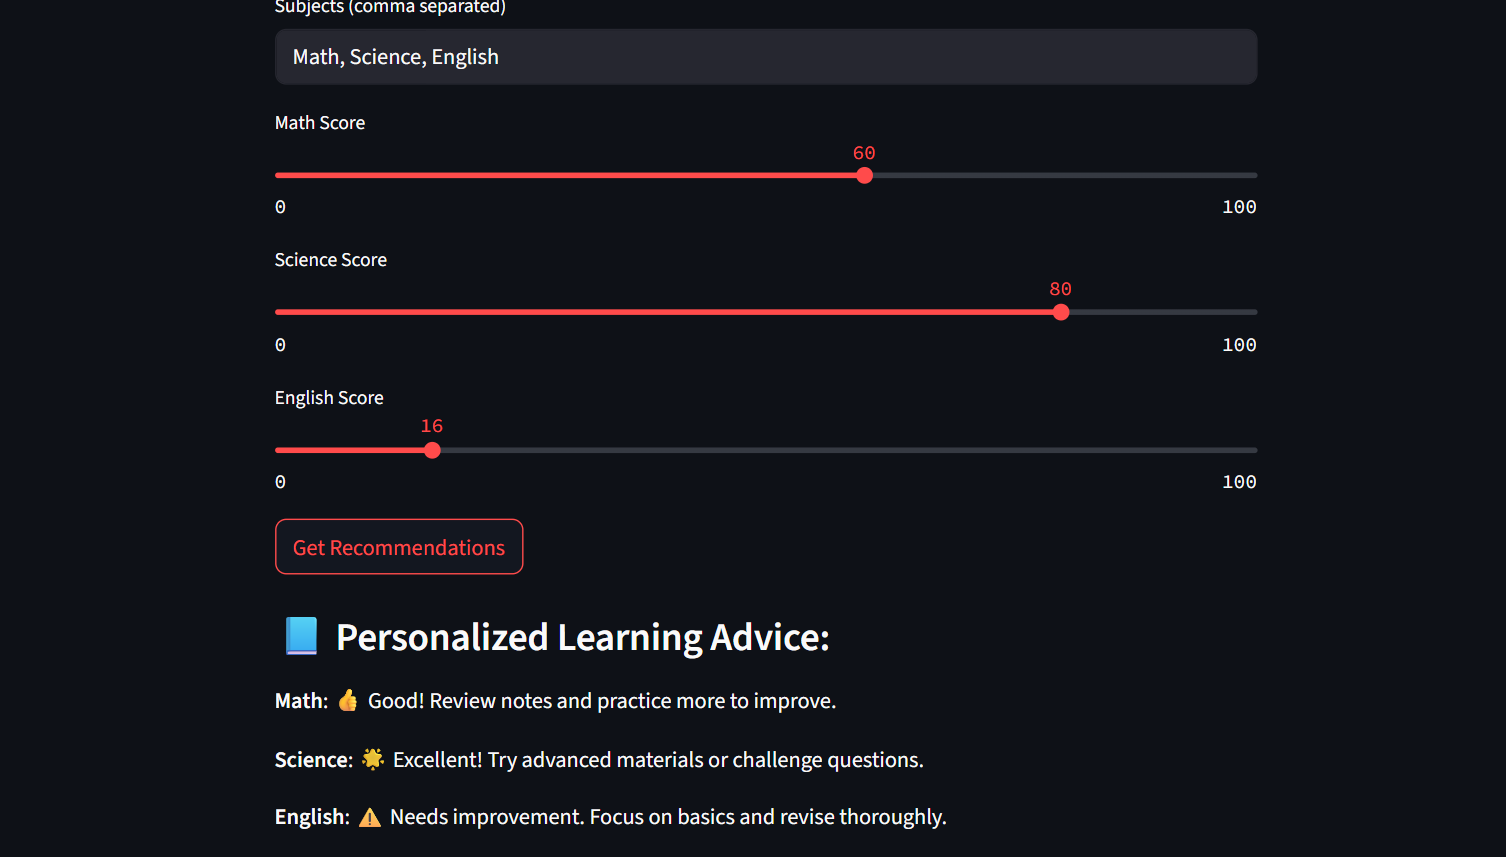 Subjects (comma separated)
Math, Science, English
Math Score
60
0 100
Science Score
80
0 100
English Score
16
0 100
Get Recommendations
📘 Personalized Learning Advice:
Math: 👍 Good! Review notes and practice more to improve.
Science: 🌟 Excellent! Try advanced materials or challenge questions.
English: ⚠️ Needs improvement. Focus on basics and revise thoroughly.